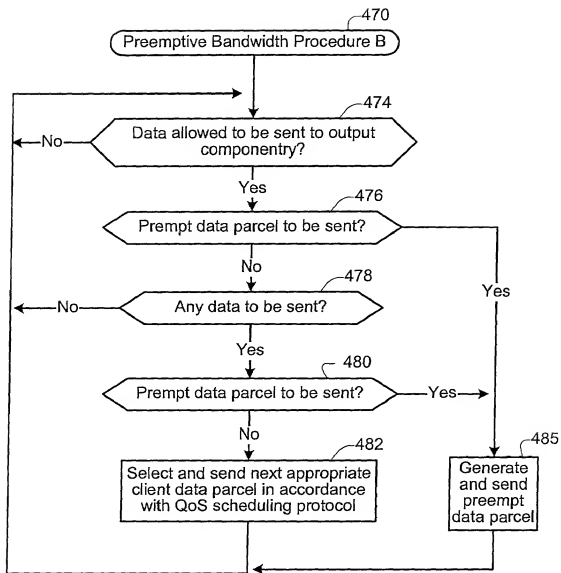 470
Preemptive Bandwidth Procedure B
474
Data allowed to be sent to output
componentry?
No
Yes
476
Prempt data parcel to be sent?
No
Yes
478
Any data to be sent?
No
Yes
480
Prempt data parcel to be sent?
Yes
No
482
Select and send next appropriate
client data parcel in accordance
with QoS scheduling protocol
485
Generate
and send
preempt
data parcel